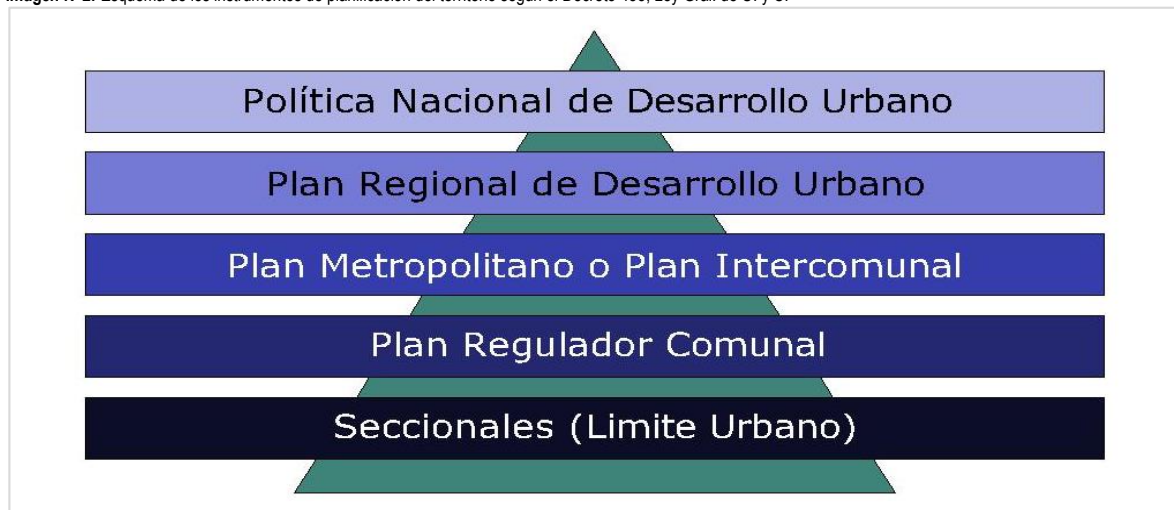 Política Nacional de Desarrollo Urbano
Plan Regional de Desarrollo Urbano
Plan Metropolitano o Plan Intercomunal
Plan Regulador Comunal
Seccionales (Limite Urbano)